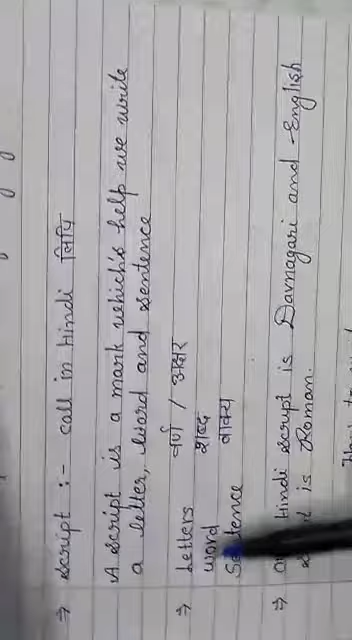 ⇒ Script :- call in Hindi लिपि
A script is a mark which's help we write
a letter, word and sentence
⇒ Letters वर्ण / अक्षर
word शब्द
Sentence वाक्य
⇒ Hindi script is Davnagari and English
is Roman.